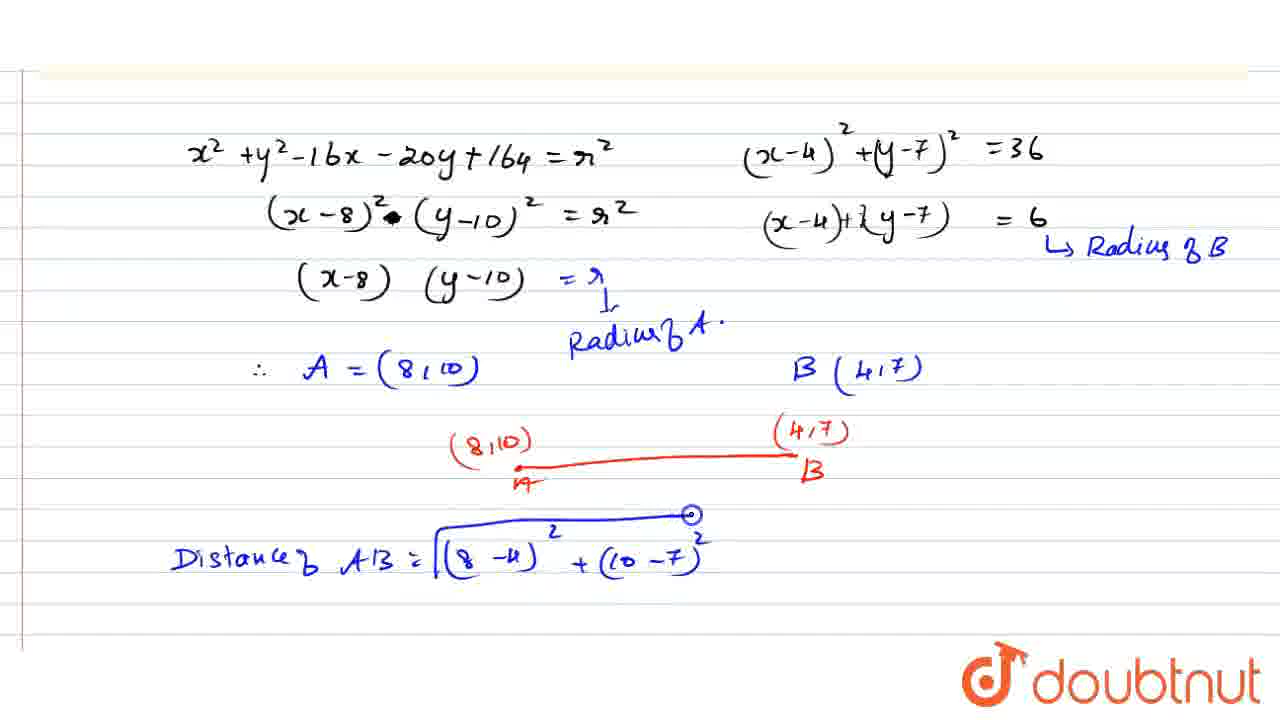 x² + y² - 16x - 20y + 164 = r²
(x - 4)² + (y - 7)² = 36
(x - 8)² (y - 10)² = r²
(x - 4) + (y - 7) = 6
↳ Radius of B
(x - 8) (y - 10) = r
↓
Radius of A.
∴ A = (8, 10)
B (4, 7)
(8, 10)
(4, 7)
A
B
Distance of AB = √(8 - 4)² + (10 - 7)²
doubtnut